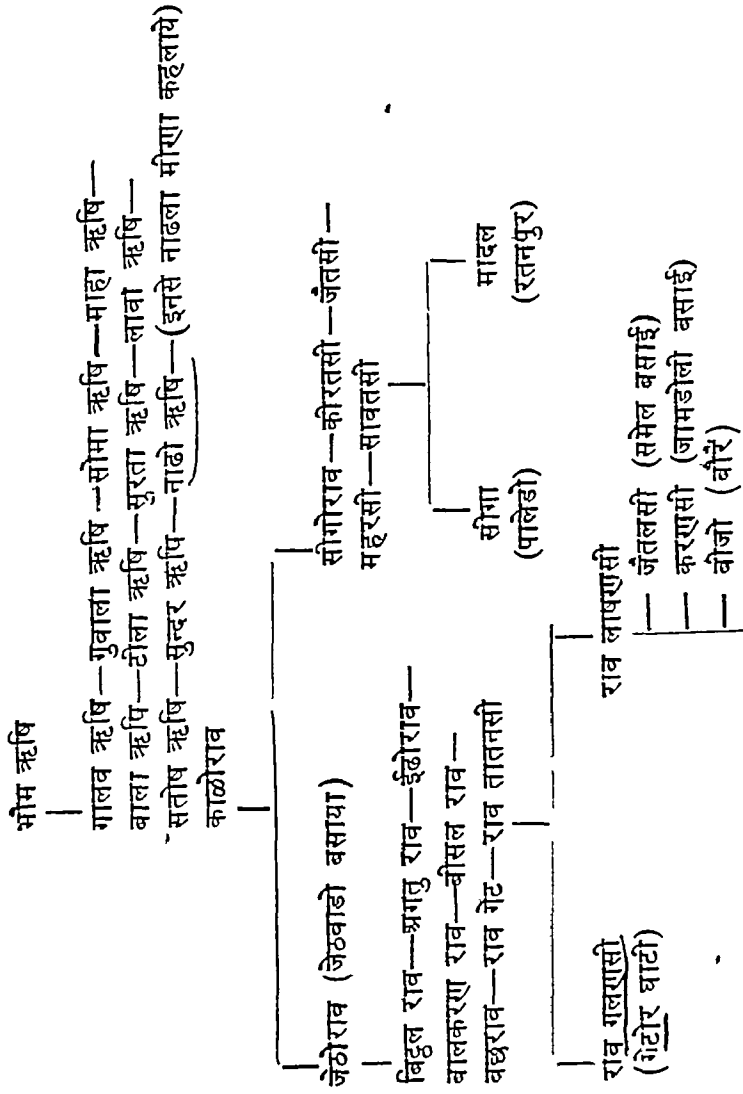 भोम ऋषि
गालव ऋषि—गुवाला ऋषि—सोमा ऋषि—माहा ऋषि—
बाला ऋषि—टीला ऋषि—सुरता ऋषि—लावा ऋषि—
सतोष ऋषि—सुन्दर ऋषि—नाढो ऋषि—(इनसे नाढला मीणा कहलाये)
काळोराव
जेठोराव (जेठवाडो बसाया)
विट्ठल राव—अगतु राव—ईढोराव—
वालकरण राव—बीसल राव—
वछुराव—राव गेट—राव तातनसी
सीगोराव—कीरतसी—जैतसी—
महरसी—सावतसी
सीगा
(पालेडो)
मादल
(रतनपुर)
राव गलणसी
(गेटोर घाटी)
राव लाषणसी
जैतलसी (समेल बसाई)
करणसी (जामडोली बसाई)
वीजो (वौरें)